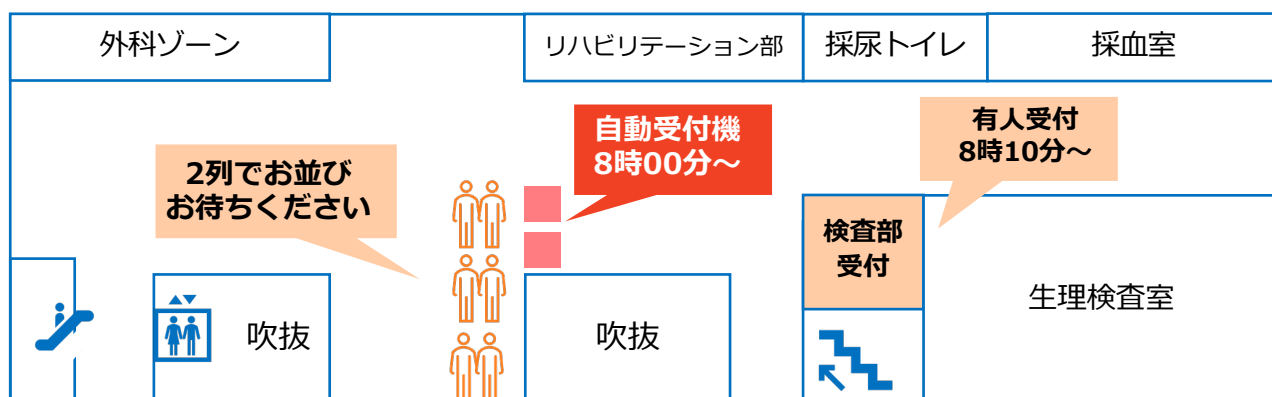 外科ゾーン
リハビリテーション部
採尿トイレ
採血室
自動受付機
8時00分～
有人受付
8時10分～
2列でお並び
お待ちください
検査部
受付
生理検査室
吹抜
吹抜